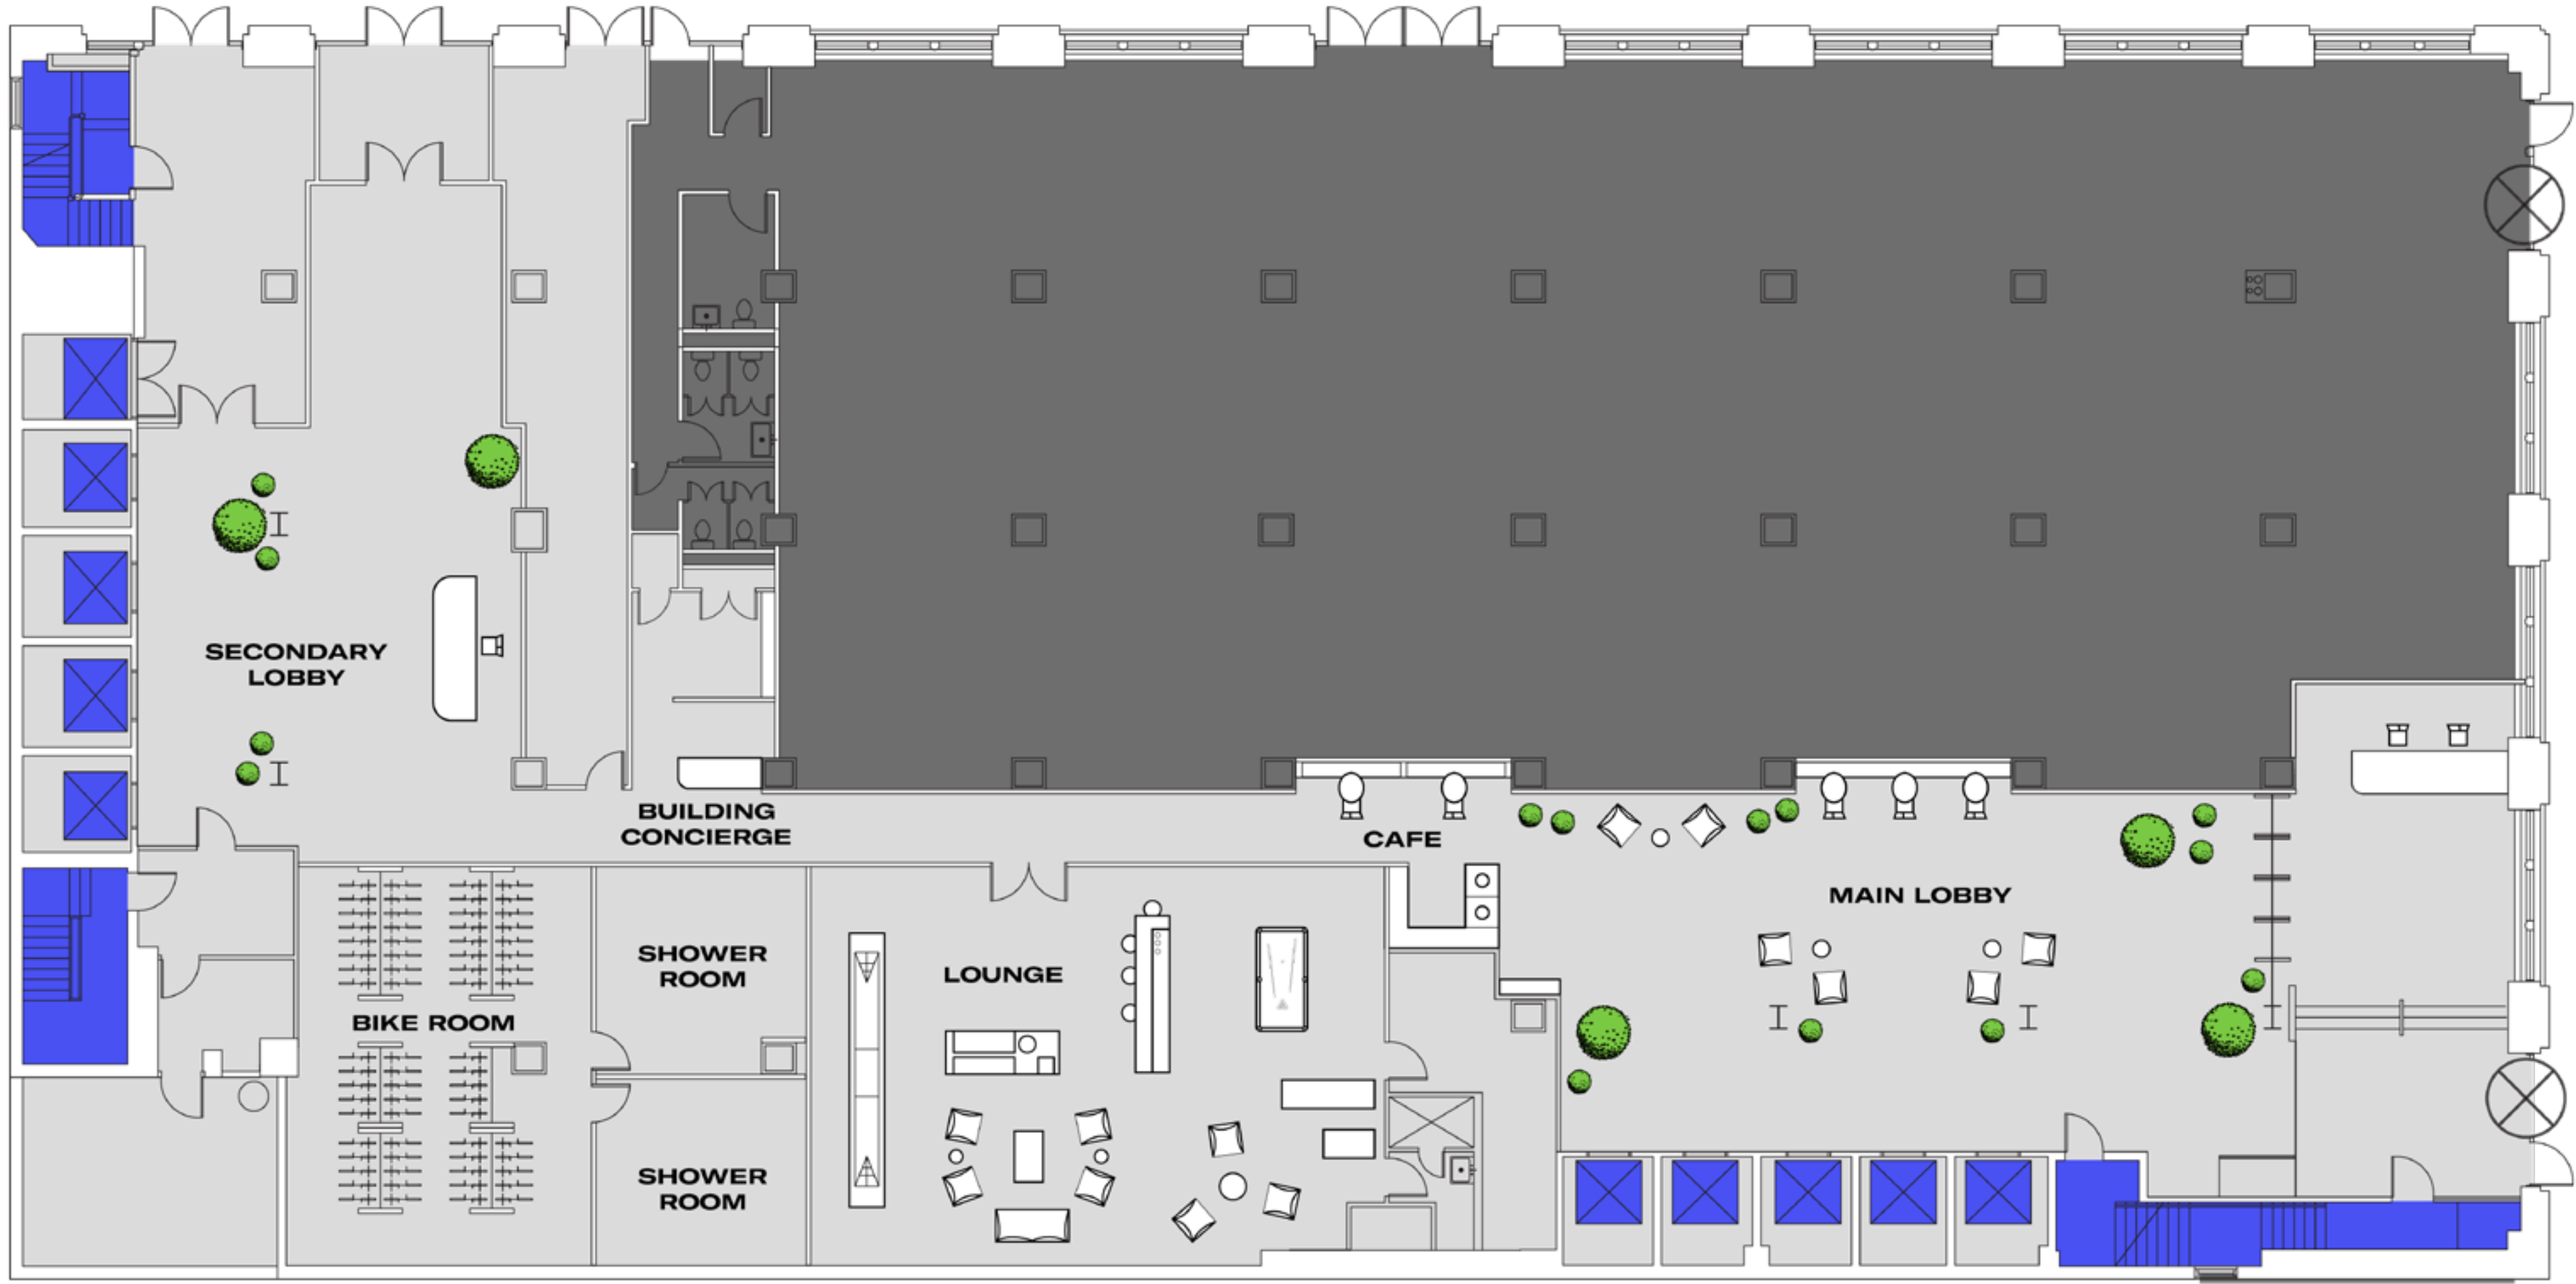 SECONDARY
LOBBY
BUILDING
CONCIERGE
CAFE
MAIN LOBBY
SHOWER
ROOM
LOUNGE
BIKE ROOM
SHOWER
ROOM